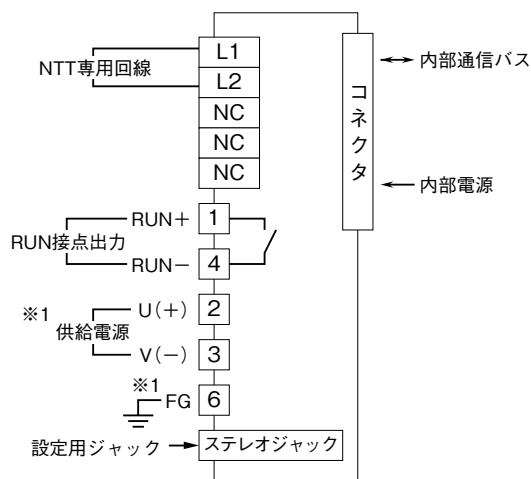 L1
NTT専用回線
L2
NC
NC
NC
コネクタ
内部通信バス
内部電源
RUN+ 1
RUN接点出力
RUN− 4
※1 供給電源
U(+) 2
V(−) 3
※1
FG 6
設定用ジャック ステレオジャック